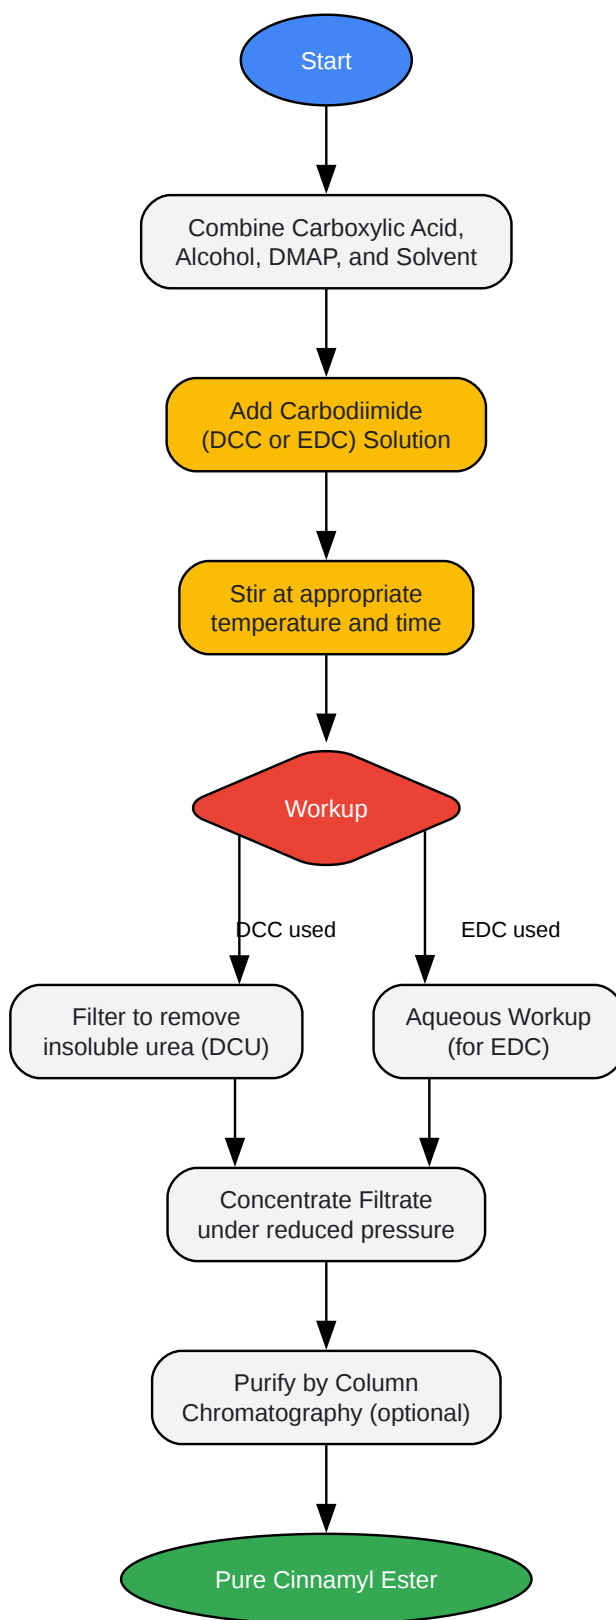 Start
Combine Carboxylic Acid,
Alcohol, DMAP, and Solvent
Add Carbodiimide
(DCC or EDC) Solution
Stir at appropriate
temperature and time
Workup
DCC used
EDC used
Filter to remove
insoluble urea (DCU)
Aqueous Workup
(for EDC)
Concentrate Filtrate
under reduced pressure
Purify by Column
Chromatography (optional)
Pure Cinnamyl Ester